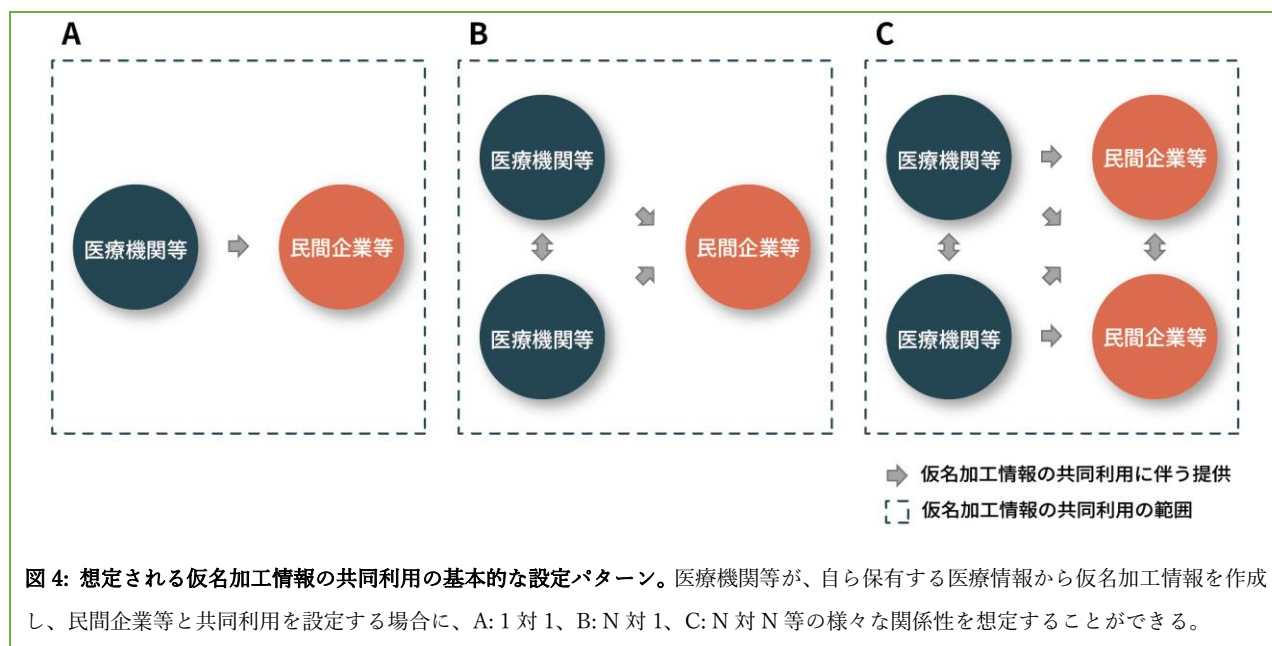 A
医療機関等
民間企業等
B
医療機関等
医療機関等
民間企業等
C
医療機関等
民間企業等
医療機関等
民間企業等
仮名加工情報の共同利用に伴う提供
仮名加工情報の共同利用の範囲
図 4: 想定される仮名加工情報の共同利用の基本的な設定パターン。医療機関等が、自ら保有する医療情報から仮名加工情報を作成
し、民間企業等と共同利用を設定する場合に、A: 1 対 1、B: N 対 1、C: N 対 N 等の様々な関係性を想定することができる。